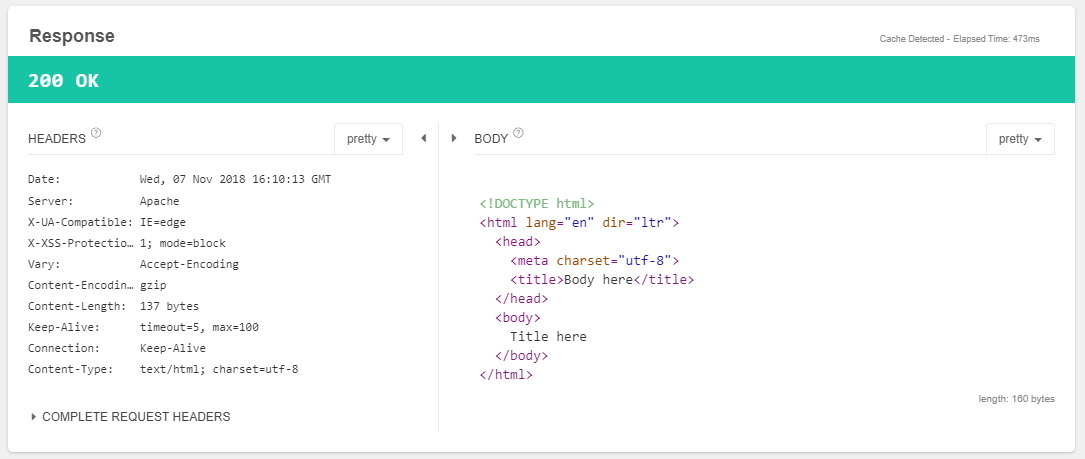 Response
Cache Detected - Elapsed Time: 473ms
200 OK
HEADERS ?
pretty
Date: Wed, 07 Nov 2018 16:10:13 GMT
Server: Apache
X-UA-Compatible: IE=edge
X-XSS-Protectio… 1; mode=block
Vary: Accept-Encoding
Content-Encodin… gzip
Content-Length: 137 bytes
Keep-Alive: timeout=5, max=100
Connection: Keep-Alive
Content-Type: text/html; charset=utf-8
COMPLETE REQUEST HEADERS
BODY ?
pretty
<!DOCTYPE html>
<html lang="en" dir="ltr">
  <head>
    <meta charset="utf-8">
    <title>Body here</title>
  </head>
  <body>
    Title here
  </body>
</html>
length: 160 bytes